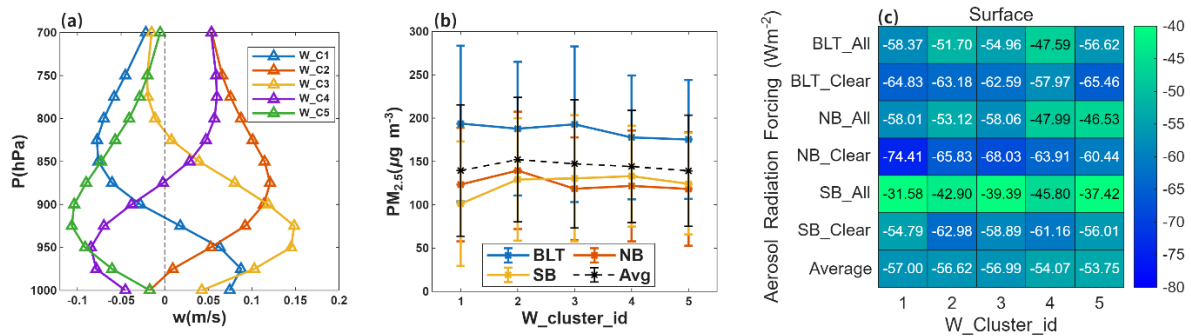 (a)
700
750
800
850
900
950
1000
P(hPa)
-0.1
-0.05
0
0.05
0.1
0.15
0.2
w(m/s)
W_C1
W_C2
W_C3
W_C4
W_C5
(b)
400
350
300
250
200
150
100
50
0
PM2.5(μg m-3)
BLT NB
SB Avg
1 2 3 4 5
W_cluster_id
(c)
Surface
Aerosol Radiation Forcing (Wm-2)
BLT_All -58.37 -51.70 -54.96 -47.59 -56.62
BLT_Clear -64.83 -63.18 -62.59 -57.97 -65.46
NB_All -58.01 -53.12 -58.06 -47.99 -46.53
NB_Clear -74.41 -65.83 -68.03 -63.91 -60.44
SB_All -31.58 -42.90 -39.39 -45.80 -37.42
SB_Clear -54.79 -62.98 -58.89 -61.16 -56.01
Average -57.00 -56.62 -56.99 -54.07 -53.75
1 2 3 4 5
W_Cluster_id
-40
-45
-50
-55
-60
-65
-70
-75
-80